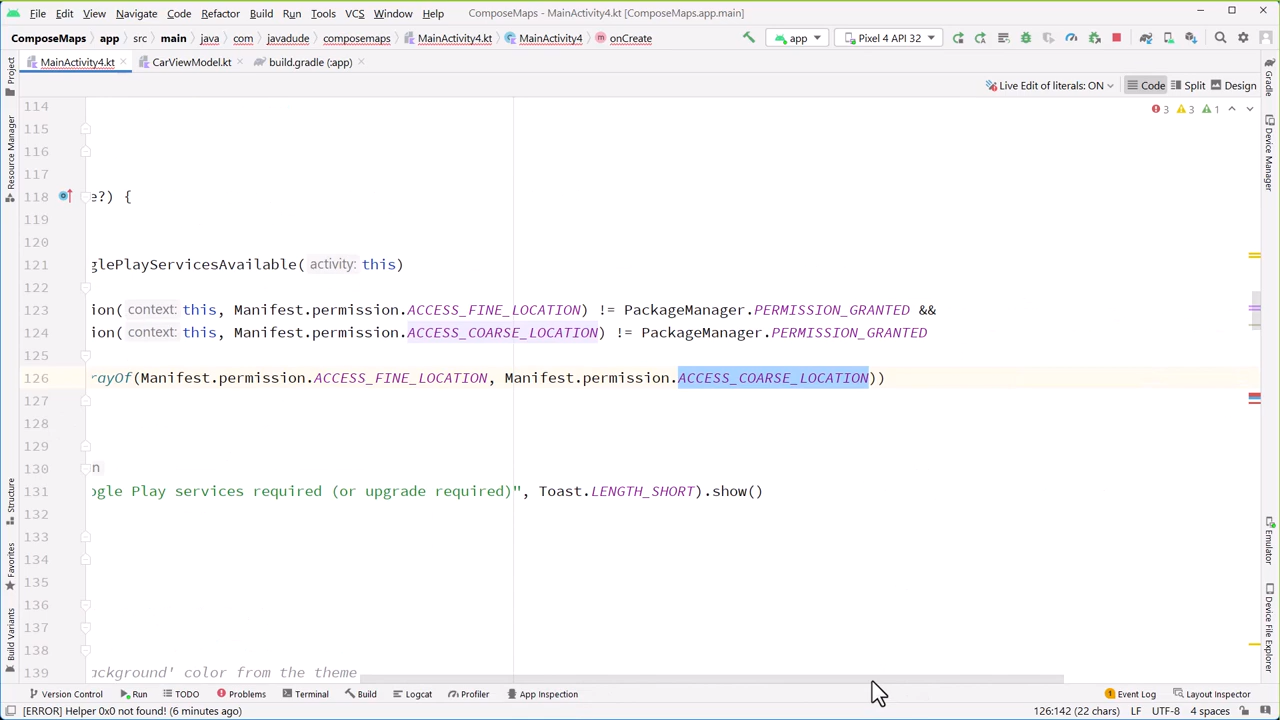 File Edit View Navigate Code Refactor Build Run Tools VCS Window Help ComposeMaps - MainActivity4.kt [ComposeMaps.app.main]
ComposeMaps app src main java com javadude composemaps MainActivity4.kt MainActivity4 onCreate app Pixel 4 API 32
MainActivity4.kt CarViewModel.kt build.gradle (:app)
Live Edit of literals: ON Code Split Design
3 3 1
114
115
116
117
118 e?) {
119
120
121 glePlayServicesAvailable( activity: this)
122
123 ion( context: this, Manifest.permission.ACCESS_FINE_LOCATION) != PackageManager.PERMISSION_GRANTED &&
124 ion( context: this, Manifest.permission.ACCESS_COARSE_LOCATION) != PackageManager.PERMISSION_GRANTED
125
126 rayOf(Manifest.permission.ACCESS_FINE_LOCATION, Manifest.permission.ACCESS_COARSE_LOCATION))
127
128
129
130 n
131 ogle Play services required (or upgrade required)", Toast.LENGTH_SHORT).show()
132
133
134
135
136
137
138
139 ackground' color from the theme
Project
Resource Manager
Structure
Favorites
Build Variants
Gradle
Device Manager
Emulator
Device File Explorer
Version Control Run TODO Problems Terminal Build Logcat Profiler App Inspection Event Log Layout Inspector
[ERROR] Helper 0x0 not found! (6 minutes ago) 126:142 (22 chars) LF UTF-8 4 spaces